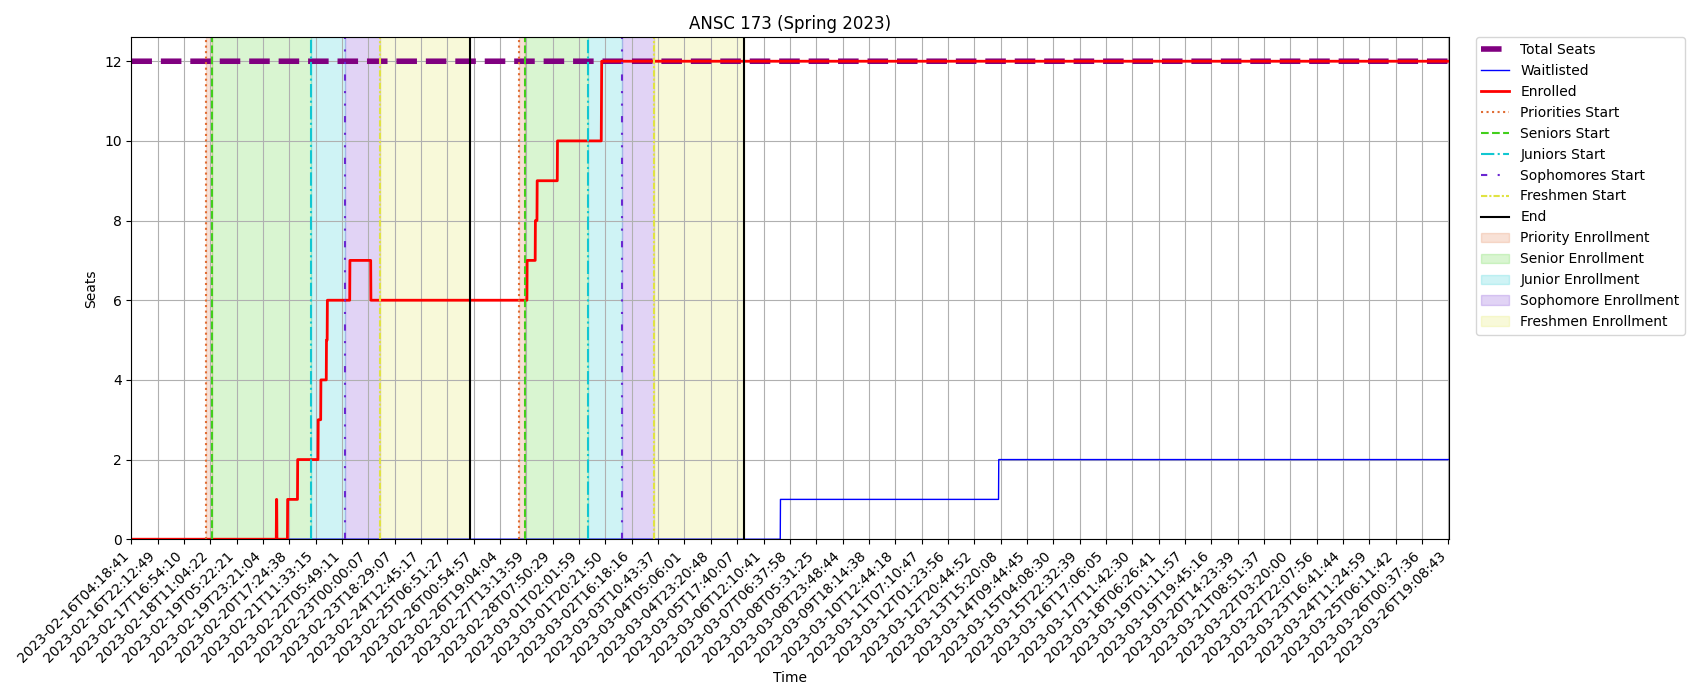 ANSC 173 (Spring 2023)
Seats
12
10
8
6
4
2
0
2023-02-16T04:18:41
2023-02-16T22:12:49
2023-02-17T16:54:10
2023-02-18T11:04:22
2023-02-19T05:22:21
2023-02-19T23:21:04
2023-02-20T17:24:38
2023-02-21T11:33:15
2023-02-22T05:49:11
2023-02-23T00:00:07
2023-02-23T18:29:07
2023-02-24T12:45:17
2023-02-25T06:51:27
2023-02-26T00:54:57
2023-02-26T19:04:04
2023-02-27T13:13:59
2023-02-28T07:50:29
2023-03-01T02:01:59
2023-03-01T20:21:50
2023-03-02T16:18:16
2023-03-03T10:43:37
2023-03-04T05:06:01
2023-03-04T23:20:48
2023-03-05T17:40:07
2023-03-06T12:10:41
2023-03-07T06:37:58
2023-03-08T05:31:25
2023-03-08T23:48:44
2023-03-09T18:14:38
2023-03-10T12:44:18
2023-03-11T07:10:47
2023-03-12T01:23:56
2023-03-12T20:44:52
2023-03-13T15:20:08
2023-03-14T09:44:45
2023-03-15T04:08:30
2023-03-15T22:32:39
2023-03-16T17:06:05
2023-03-17T11:42:30
2023-03-18T06:26:41
2023-03-19T01:11:57
2023-03-19T19:45:16
2023-03-20T14:23:39
2023-03-21T08:51:37
2023-03-22T03:20:00
2023-03-22T22:07:56
2023-03-23T16:41:44
2023-03-24T11:24:59
2023-03-25T06:11:42
2023-03-26T00:37:36
2023-03-26T19:08:43
Time
Total Seats
Waitlisted
Enrolled
Priorities Start
Seniors Start
Juniors Start
Sophomores Start
Freshmen Start
End
Priority Enrollment
Senior Enrollment
Junior Enrollment
Sophomore Enrollment
Freshmen Enrollment